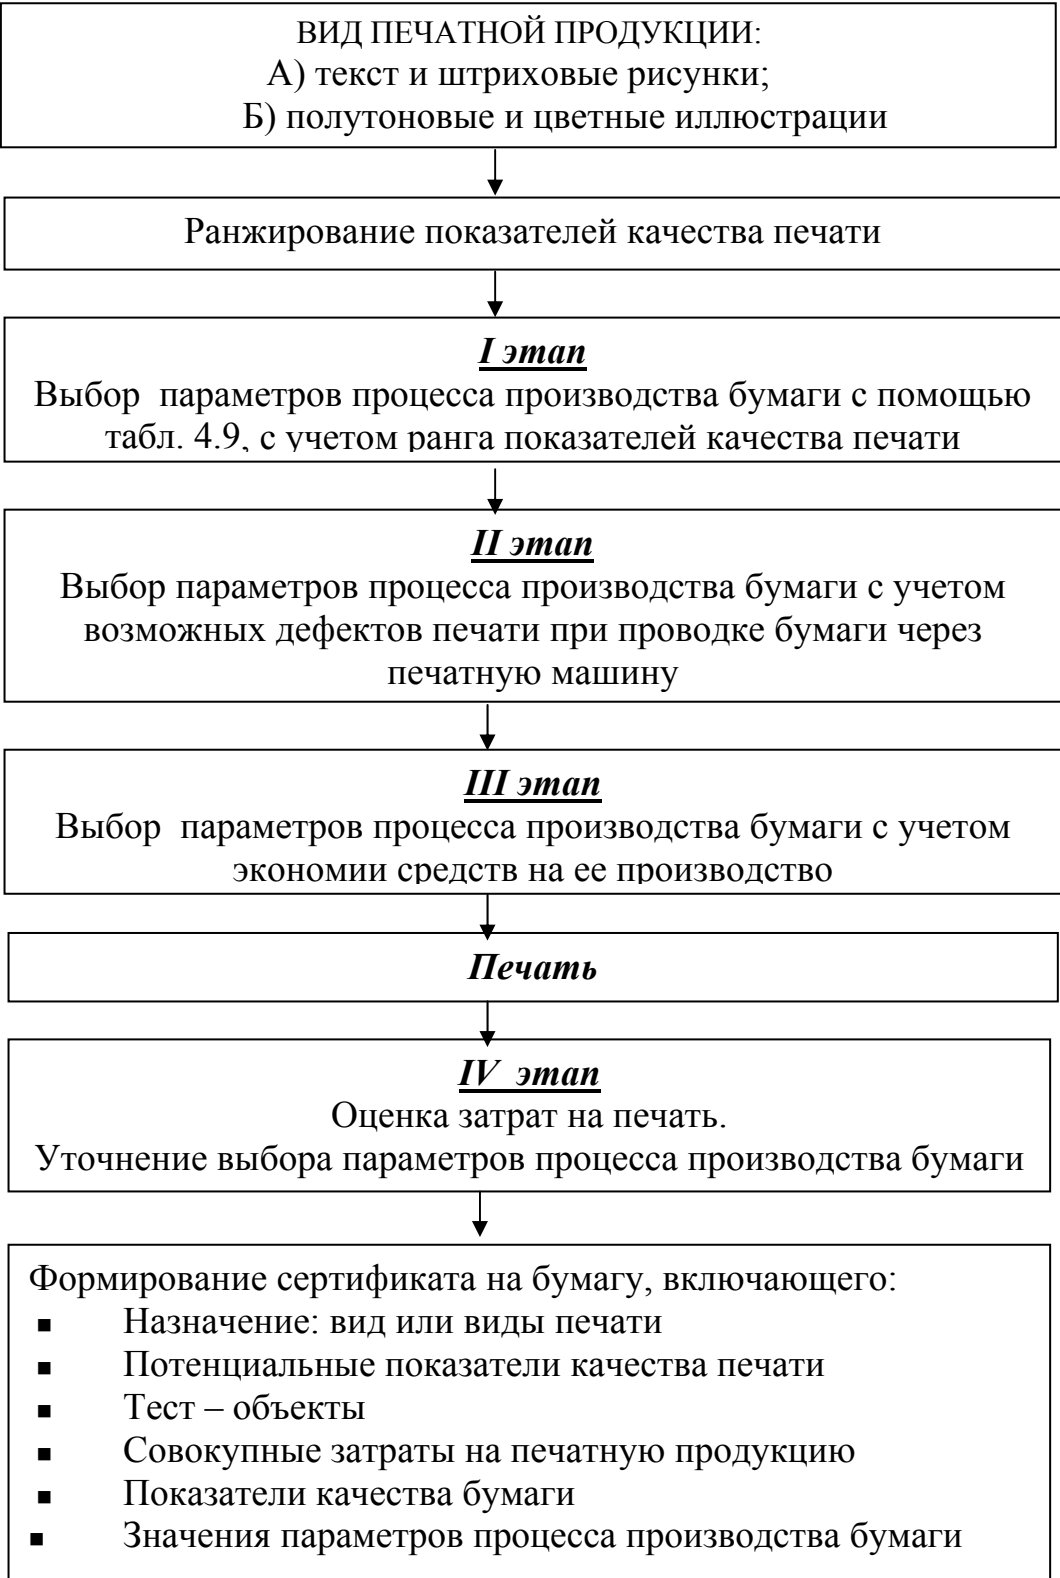 ВИД ПЕЧАТНОЙ ПРОДУКЦИИ:
А) текст и штриховые рисунки;
Б) полутоновые и цветные иллюстрации
Ранжирование показателей качества печати
I этап
Выбор параметров процесса производства бумаги с помощью
табл. 4.9, с учетом ранга показателей качества печати
II этап
Выбор параметров процесса производства бумаги с учетом
возможных дефектов печати при проводке бумаги через
печатную машину
III этап
Выбор параметров процесса производства бумаги с учетом
экономии средств на ее производство
Печать
IV этап
Оценка затрат на печать.
Уточнение выбора параметров процесса производства бумаги
Формирование сертификата на бумагу, включающего:
▪ Назначение: вид или виды печати
▪ Потенциальные показатели качества печати
▪ Тест – объекты
▪ Совокупные затраты на печатную продукцию
▪ Показатели качества бумаги
▪ Значения параметров процесса производства бумаги